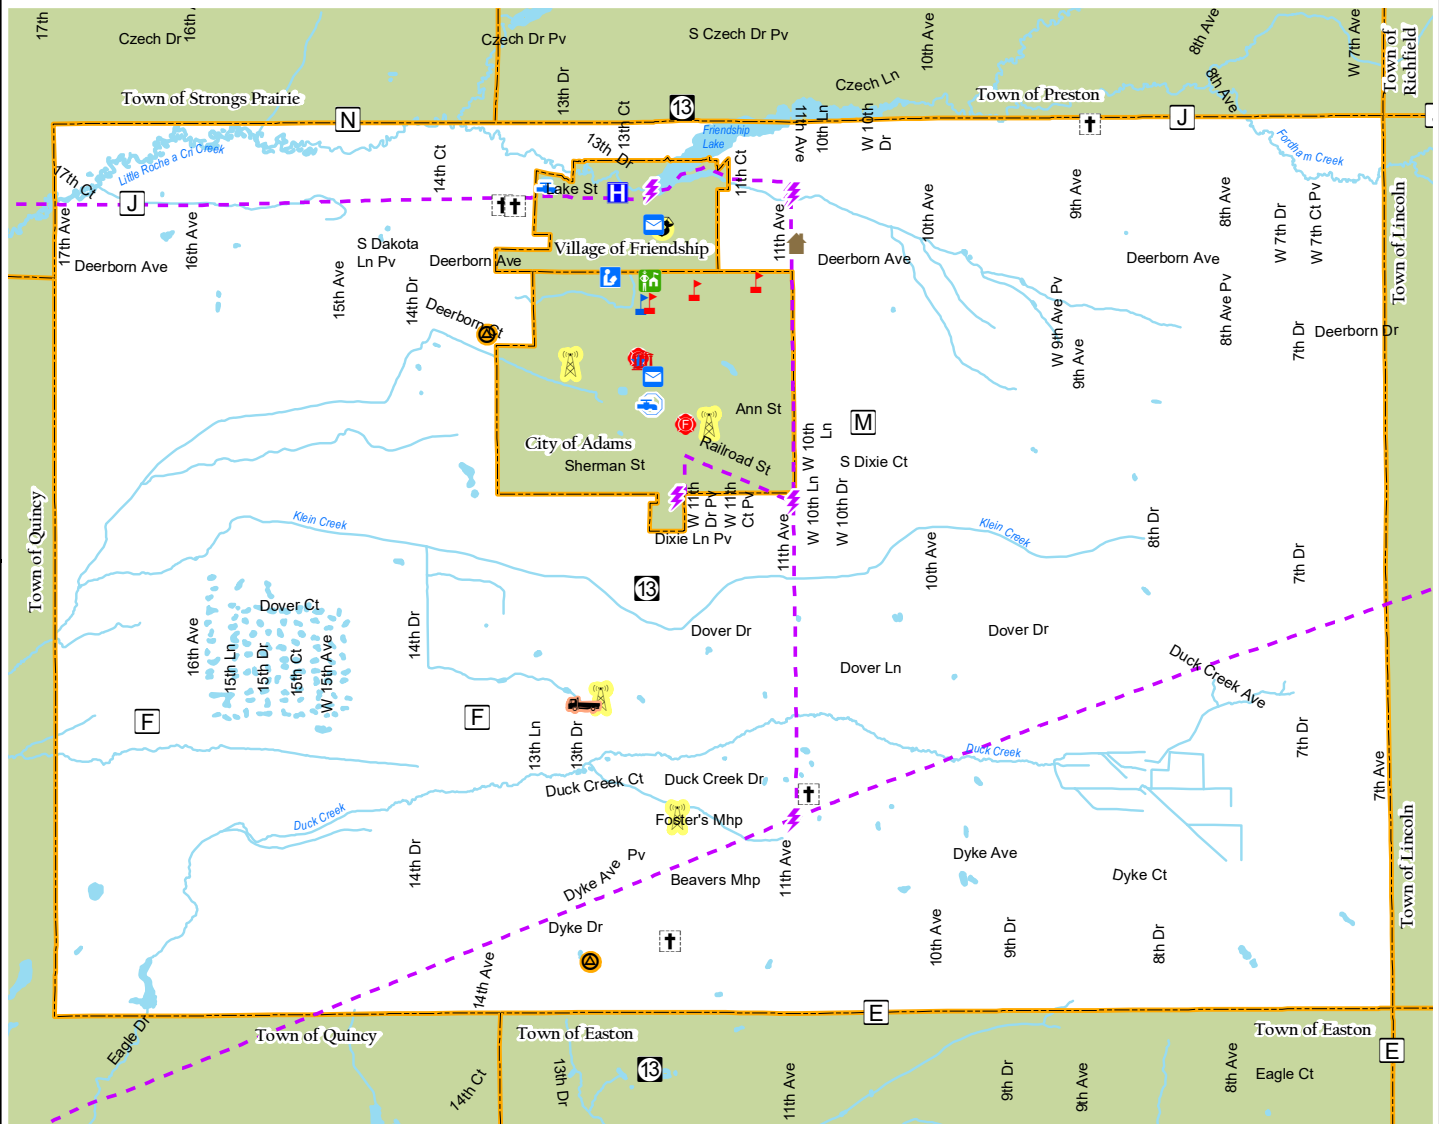 17th
Czech Dr
16th
Czech Dr Pv
S Czech Dr Pv
10th Ave
8th Ave
W 7th Ave
Town of
Richfield
Town of Strongs Prairie
13th Dr
13th Ct
13
Czech Ln
Town of Preston
8th Ave
N
J
Friendship
Lake
11th Ave
10th Ln
W 10th
Dr
Fordham Creek
Little Roche a Cri Creek
17th Ct
14th Ct
13th Dr
11th Ct
J
Lake St
H
9th Ave
8th Ave
10th Ave
W 7th Dr
W 7th Ct Pv
Town of Lincoln
17th Ave
16th Ave
S Dakota
Ln Pv
Village of Friendship
11th Ave
Deerborn Ave
Deerborn Ave
Deerborn Ave
Deerborn Ave
15th Ave
14th Dr
Deerborn Ct
W 9th Ave Pv
9th Ave
8th Ave Pv
7th Dr
Deerborn Dr
Ann St
M
City of Adams
F
Railroad St
Sherman St
W 10th
Ln
S Dixie Ct
W 11th
Dr Pv
W 11th
Ct Pv
W 10th Ln
W 10th Dr
Town of Quincy
Klein Creek
Klein Creek
Dixie Ln Pv
11th Ave
10th Ave
8th Dr
7th Dr
13
Dover Ct
16th Ave
15th Ln
15th Dr
15th Ct
W 15th Ave
14th Dr
Dover Dr
Dover Dr
Dover Ln
Duck Creek Ave
F
F
13th Ln
13th Dr
Duck Creek
7th Dr
7th Ave
Duck Creek Ct
Duck Creek Dr
Duck Creek
Foster's Mhp
14th Dr
Dyke Ave
Pv
Beavers Mhp
11th Ave
Dyke Ave
Dyke Ct
Town of Lincoln
Dyke Dr
14th Ave
10th Ave
9th Dr
8th Dr
E
Eagle Dr
Town of Quincy
Town of Easton
Town of Easton
E
14th Ct
13th Dr
13
11th Ave
9th Dr
9th Ave
8th Ave
Eagle Ct